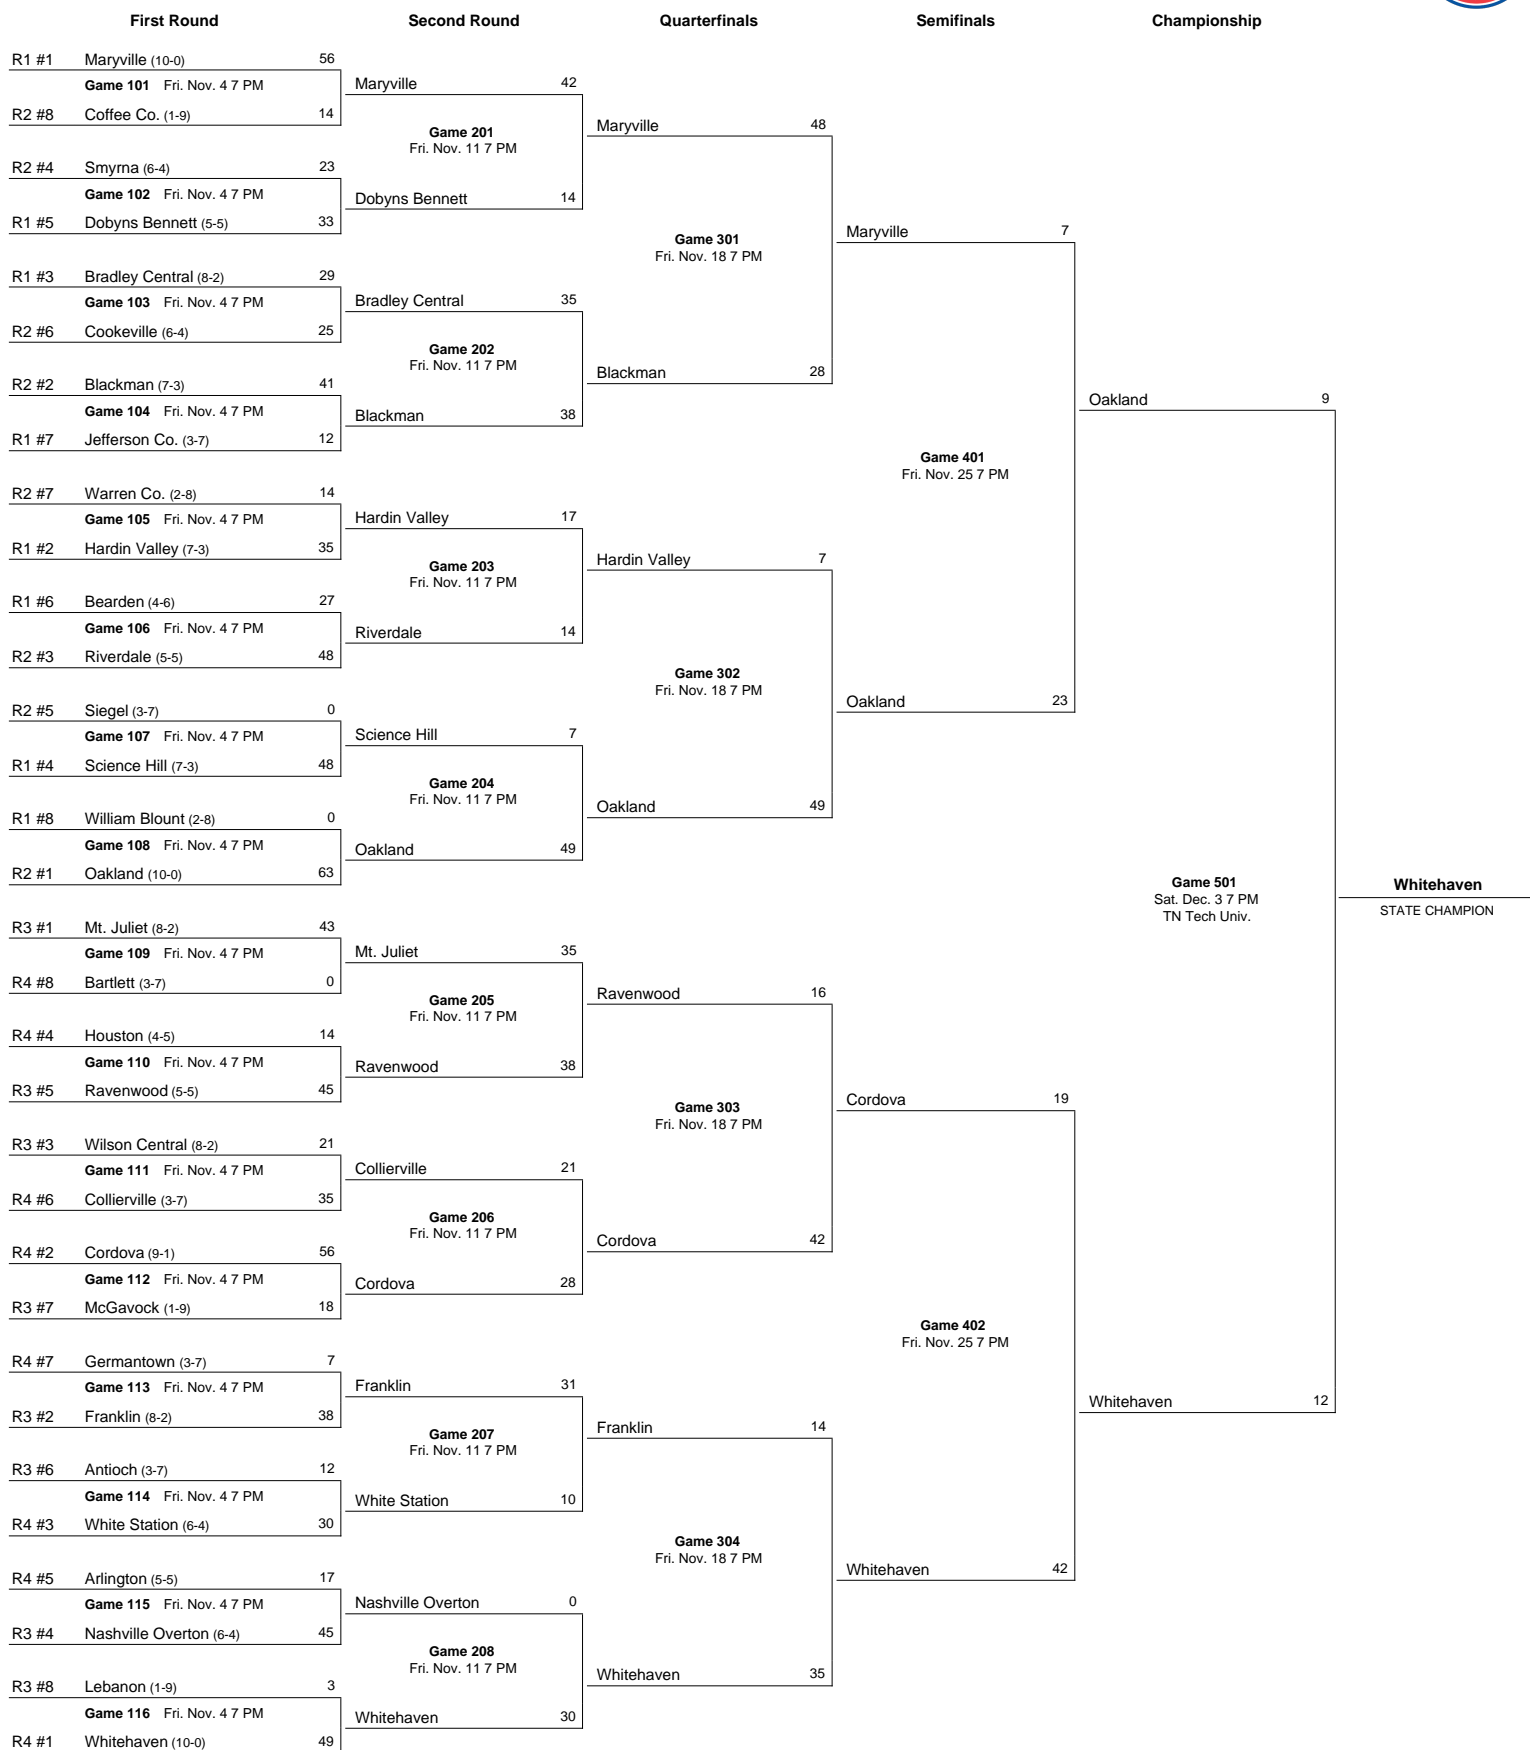 First Round Second Round Quarterfinals Semifinals Championship
R1 #1 Maryville (10-0) 56
Game 101 Fri. Nov. 4 7 PM
R2 #8 Coffee Co. (1-9) 14
R2 #4 Smyrna (6-4) 23
Game 102 Fri. Nov. 4 7 PM
R1 #5 Dobyns Bennett (5-5) 33
R1 #3 Bradley Central (8-2) 29
Game 103 Fri. Nov. 4 7 PM
R2 #6 Cookeville (6-4) 25
R2 #2 Blackman (7-3) 41
Game 104 Fri. Nov. 4 7 PM
R1 #7 Jefferson Co. (3-7) 12
R2 #7 Warren Co. (2-8) 14
Game 105 Fri. Nov. 4 7 PM
R1 #2 Hardin Valley (7-3) 35
R1 #6 Bearden (4-6) 27
Game 106 Fri. Nov. 4 7 PM
R2 #3 Riverdale (5-5) 48
R2 #5 Siegel (3-7) 0
Game 107 Fri. Nov. 4 7 PM
R1 #4 Science Hill (7-3) 48
R1 #8 William Blount (2-8) 0
Game 108 Fri. Nov. 4 7 PM
R2 #1 Oakland (10-0) 63
R3 #1 Mt. Juliet (8-2) 43
Game 109 Fri. Nov. 4 7 PM
R4 #8 Bartlett (3-7) 0
R4 #4 Houston (4-5) 14
Game 110 Fri. Nov. 4 7 PM
R3 #5 Ravenwood (5-5) 45
R3 #3 Wilson Central (8-2) 21
Game 111 Fri. Nov. 4 7 PM
R4 #6 Collierville (3-7) 35
R4 #2 Cordova (9-1) 56
Game 112 Fri. Nov. 4 7 PM
R3 #7 McGavock (1-9) 18
R4 #7 Germantown (3-7) 7
Game 113 Fri. Nov. 4 7 PM
R3 #2 Franklin (8-2) 38
R3 #6 Antioch (3-7) 12
Game 114 Fri. Nov. 4 7 PM
R4 #3 White Station (6-4) 30
R4 #5 Arlington (5-5) 17
Game 115 Fri. Nov. 4 7 PM
R3 #4 Nashville Overton (6-4) 45
R3 #8 Lebanon (1-9) 3
Game 116 Fri. Nov. 4 7 PM
R4 #1 Whitehaven (10-0) 49
Maryville 42
Game 201
Fri. Nov. 11 7 PM
Dobyns Bennett 14
Bradley Central 35
Game 202
Fri. Nov. 11 7 PM
Blackman 38
Hardin Valley 17
Game 203
Fri. Nov. 11 7 PM
Riverdale 14
Science Hill 7
Game 204
Fri. Nov. 11 7 PM
Oakland 49
Mt. Juliet 35
Game 205
Fri. Nov. 11 7 PM
Ravenwood 38
Collierville 21
Game 206
Fri. Nov. 11 7 PM
Cordova 28
Franklin 31
Game 207
Fri. Nov. 11 7 PM
White Station 10
Nashville Overton 0
Game 208
Fri. Nov. 11 7 PM
Whitehaven 30
Maryville 48
Game 301
Fri. Nov. 18 7 PM
Blackman 28
Hardin Valley 7
Game 302
Fri. Nov. 18 7 PM
Oakland 49
Ravenwood 16
Game 303
Fri. Nov. 18 7 PM
Cordova 42
Franklin 14
Game 304
Fri. Nov. 18 7 PM
Whitehaven 35
Maryville 7
Game 401
Fri. Nov. 25 7 PM
Oakland 23
Cordova 19
Game 402
Fri. Nov. 25 7 PM
Whitehaven 42
Oakland 9
Game 501
Sat. Dec. 3 7 PM
TN Tech Univ.
Whitehaven 12
Whitehaven
STATE CHAMPION